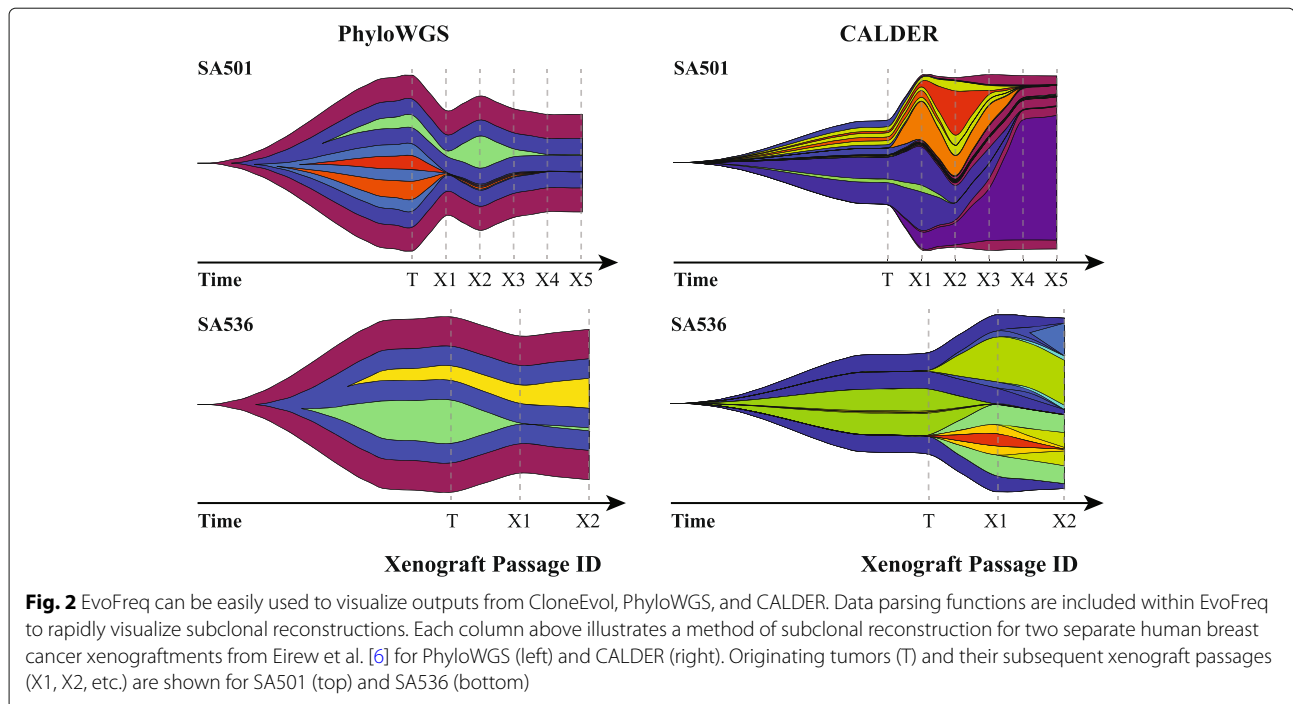 PhyloWGS
CALDER
SA501
SA501
Time
T X1 X2 X3 X4 X5
Time
T X1 X2 X3 X4 X5
SA536
SA536
Time
T X1 X2
Time
T X1 X2
Xenograft Passage ID
Xenograft Passage ID
Fig. 2 EvoFreq can be easily used to visualize outputs from CloneEvol, PhyloWGS, and CALDER. Data parsing functions are included within EvoFreq
to rapidly visualize subclonal reconstructions. Each column above illustrates a method of subclonal reconstruction for two separate human breast
cancer xenograftments from Eirew et al. [6] for PhyloWGS (left) and CALDER (right). Originating tumors (T) and their subsequent xenograft passages
(X1, X2, etc.) are shown for SA501 (top) and SA536 (bottom)